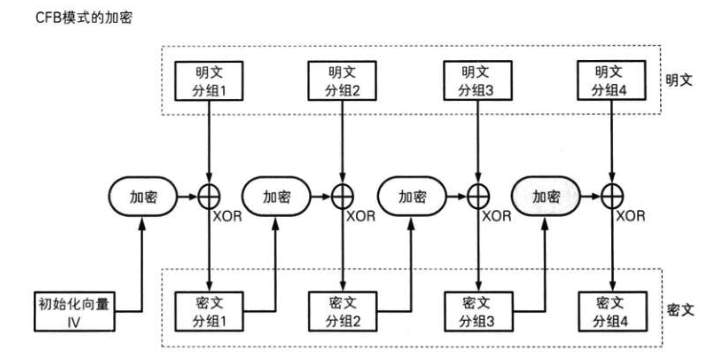 CFB模式的加密
明文
分组1
明文
分组2
明文
分组3
明文
分组4
明文
加密
XOR
加密
XOR
加密
XOR
加密
XOR
初始化向量
IV
密文
分组1
密文
分组2
密文
分组3
密文
分组4
密文